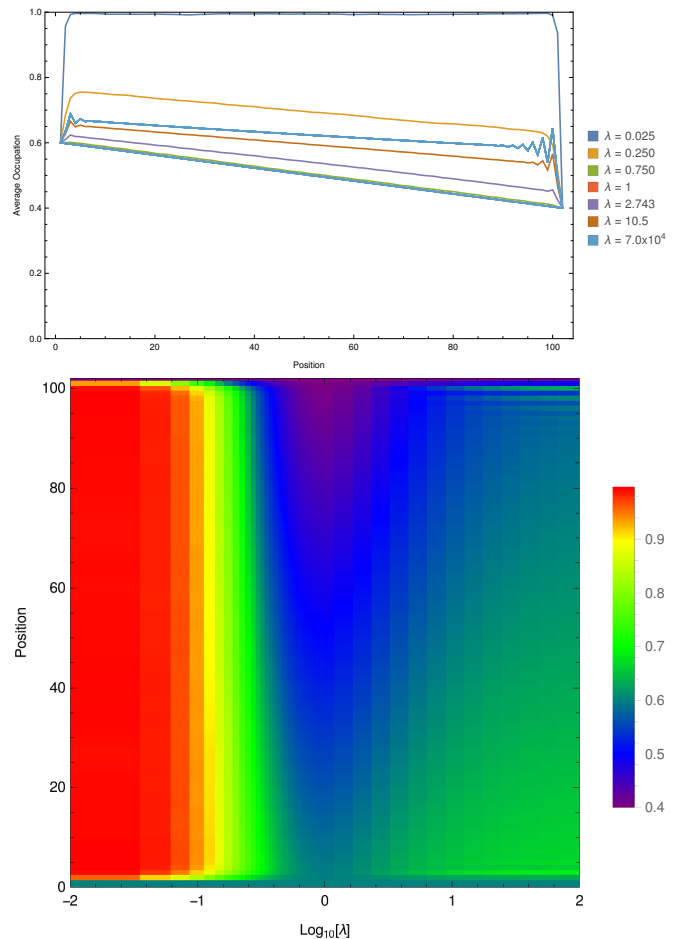 1.0
0.8
0.6
0.4
0.2
0.0
Average Occupation
0 20 40 60 80 100
Position
λ = 0.025
λ = 0.250
λ = 0.750
λ = 1
λ = 2.743
λ = 10.5
λ = 7.0x10⁴
100
80
60
40
20
0
Position
−2 −1 0 1 2
Log₁₀[λ]
0.9
0.8
0.7
0.6
0.5
0.4